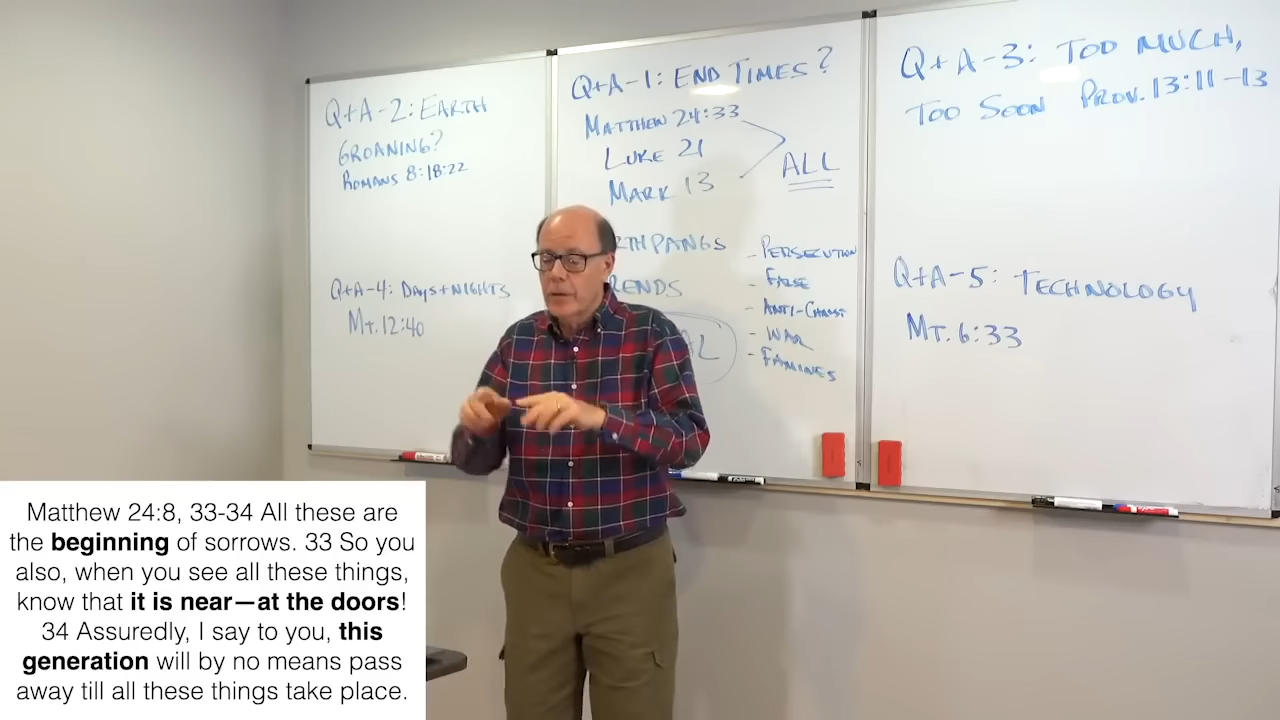 Q+A-2: EARTH
GROANING?
ROMANS 8:18-22
Q+A-4: DAYS+NIGHTS
MT. 12:40
Q+A-1: END TIMES?
MATTHEW 24:33
LUKE 21
MARK 13
ALL
RTHPANGS
RENDS
AL
- PERSECUTION
- FALSE
- ANTI-CHRIST
- WAR
- FAMINES
Q+A-3: TOO MUCH,
TOO SOON PROV. 13:11-13
Q+A-5: TECHNOLOGY
MT. 6:33
Matthew 24:8, 33-34 All these are
the beginning of sorrows. 33 So you
also, when you see all these things,
know that it is near—at the doors!
34 Assuredly, I say to you, this
generation will by no means pass
away till all these things take place.